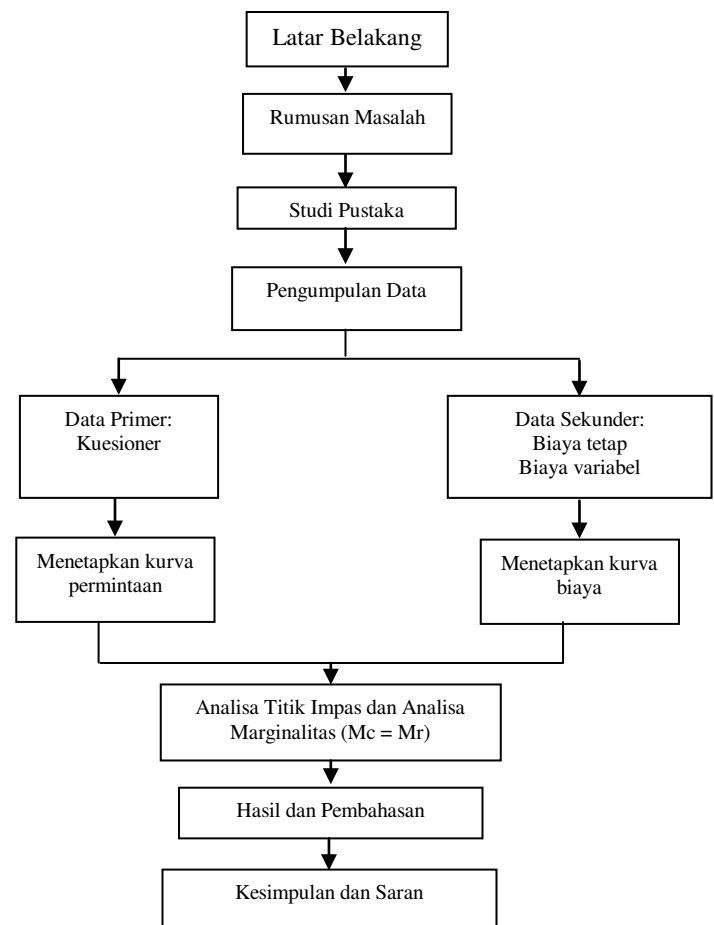 Latar Belakang
Rumusan Masalah
Studi Pustaka
Pengumpulan Data
Data Primer:
Kuesioner
Data Sekunder:
Biaya tetap
Biaya variabel
Menetapkan kurva
permintaan
Menetapkan kurva
biaya
Analisa Titik Impas dan Analisa
Marginalitas (Mc = Mr)
Hasil dan Pembahasan
Kesimpulan dan Saran